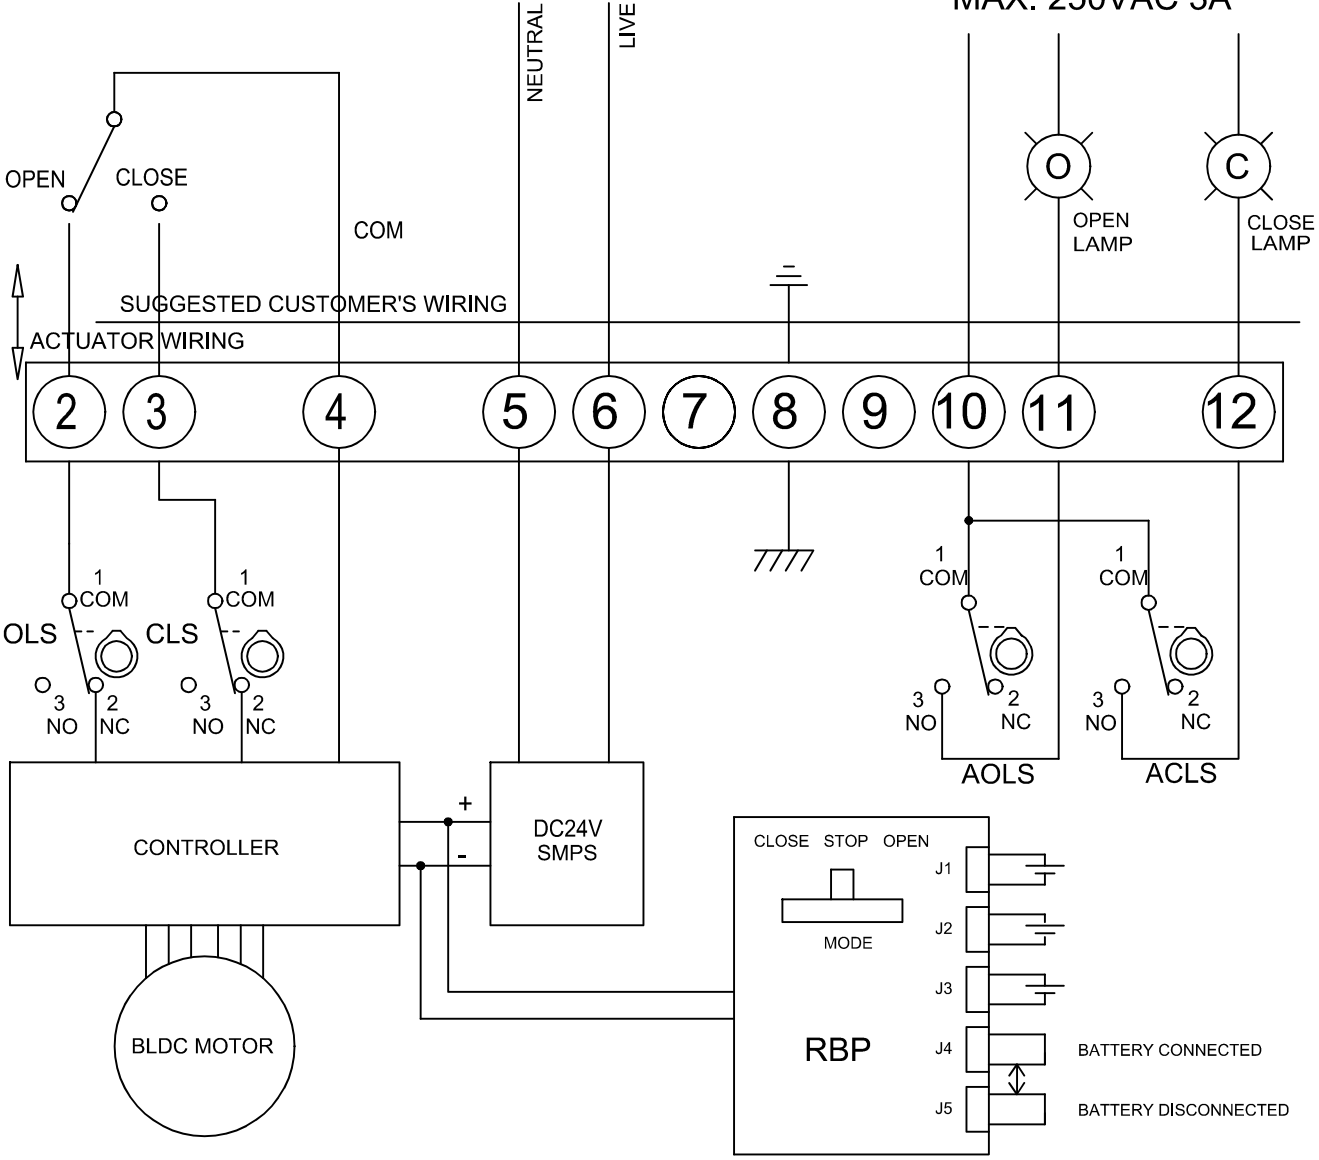 MAX. 250VAC 5A
NEUTRAL
LIVE
OPEN
CLOSE
COM
O
C
OPEN
LAMP
CLOSE
LAMP
SUGGESTED CUSTOMER'S WIRING
ACTUATOR WIRING
2
3
4
5
6
7
8
9
10
11
12
1
COM
1
COM
1
COM
1
COM
OLS
CLS
3
NO
2
NC
3
NO
2
NC
3
NO
2
NC
3
NO
2
NC
AOLS
ACLS
CONTROLLER
+
-
DC24V
SMPS
BLDC MOTOR
CLOSE STOP OPEN
MODE
RBP
J1
J2
J3
J4
J5
BATTERY CONNECTED
BATTERY DISCONNECTED